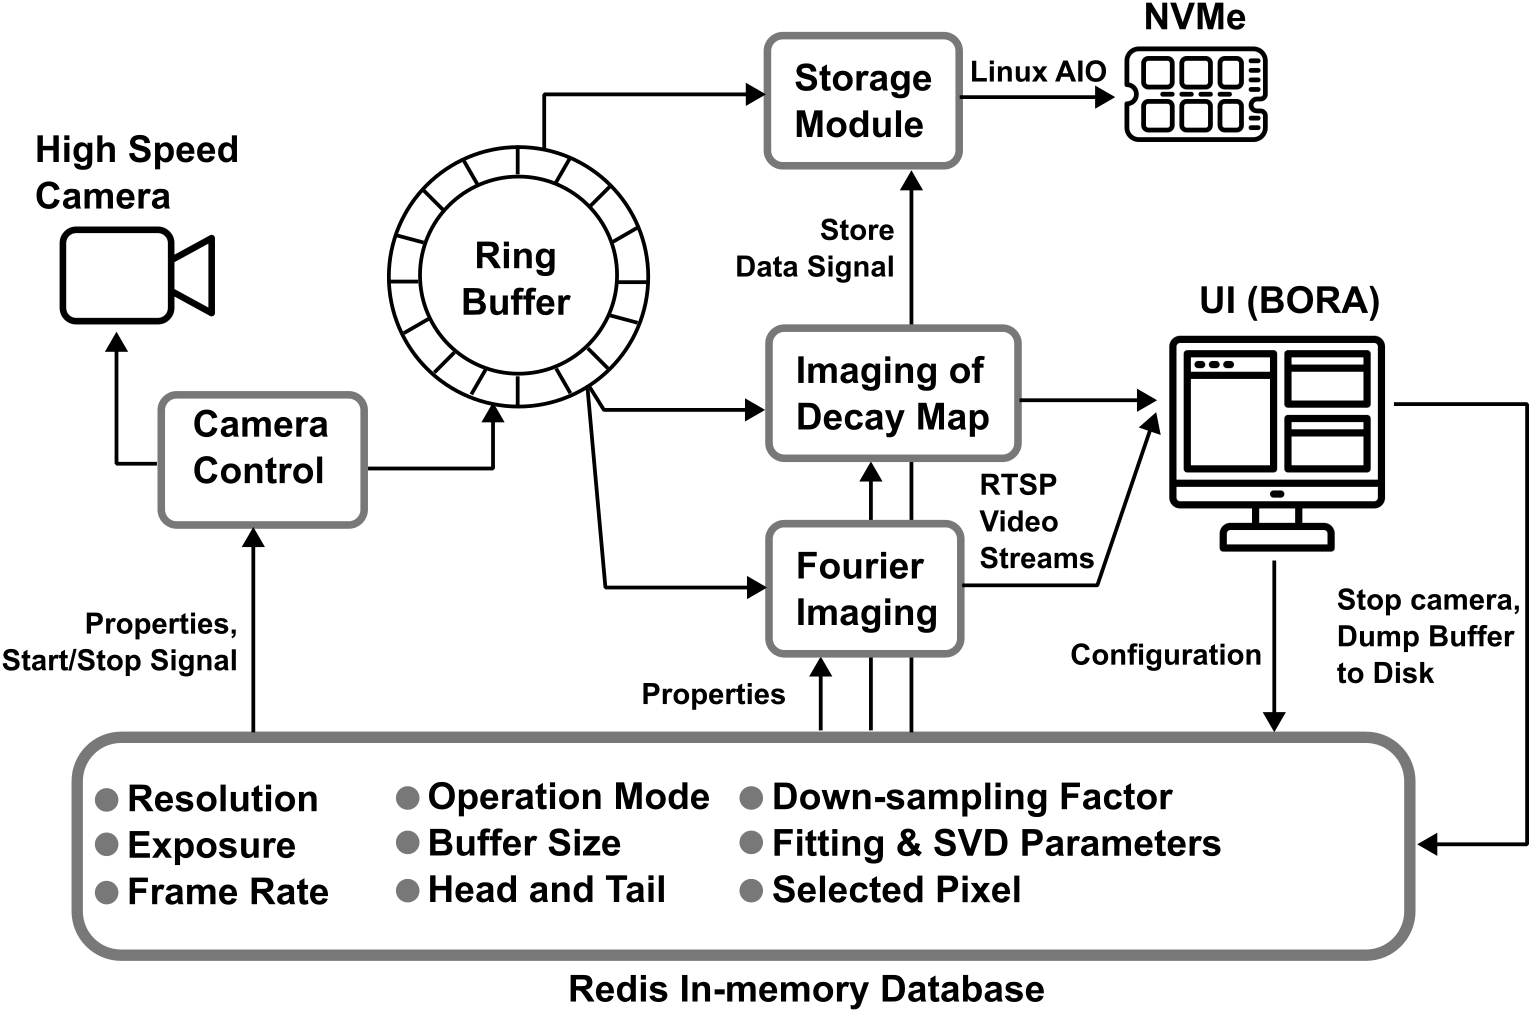 NVMe
Storage
Module
Linux AIO
High Speed
Camera
Ring
Buffer
Store
Data Signal
UI (BORA)
Imaging of
Decay Map
Camera
Control
RTSP
Video
Streams
Fourier
Imaging
Properties,
Start/Stop Signal
Properties
Configuration
Stop camera,
Dump Buffer
to Disk
Resolution
Exposure
Frame Rate
Operation Mode
Buffer Size
Head and Tail
Down-sampling Factor
Fitting & SVD Parameters
Selected Pixel
Redis In-memory Database